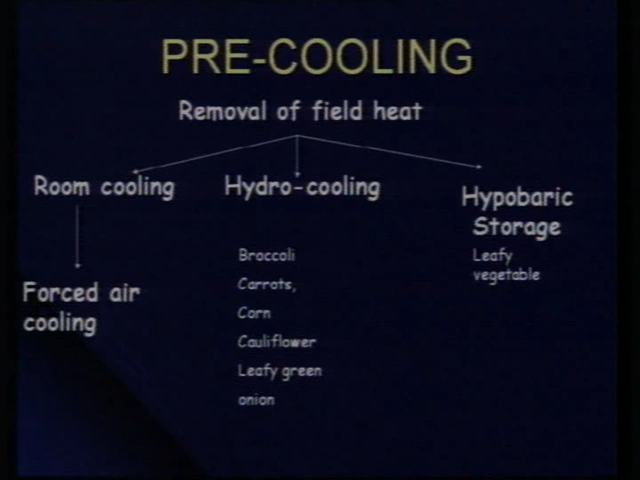 PRE-COOLING
Removal of field heat
Room cooling
Hydro-cooling
Hypobaric
Storage
Forced air
cooling
Broccoli
Carrots,
Corn
Cauliflower
Leafy green
onion
Leafy
vegetable